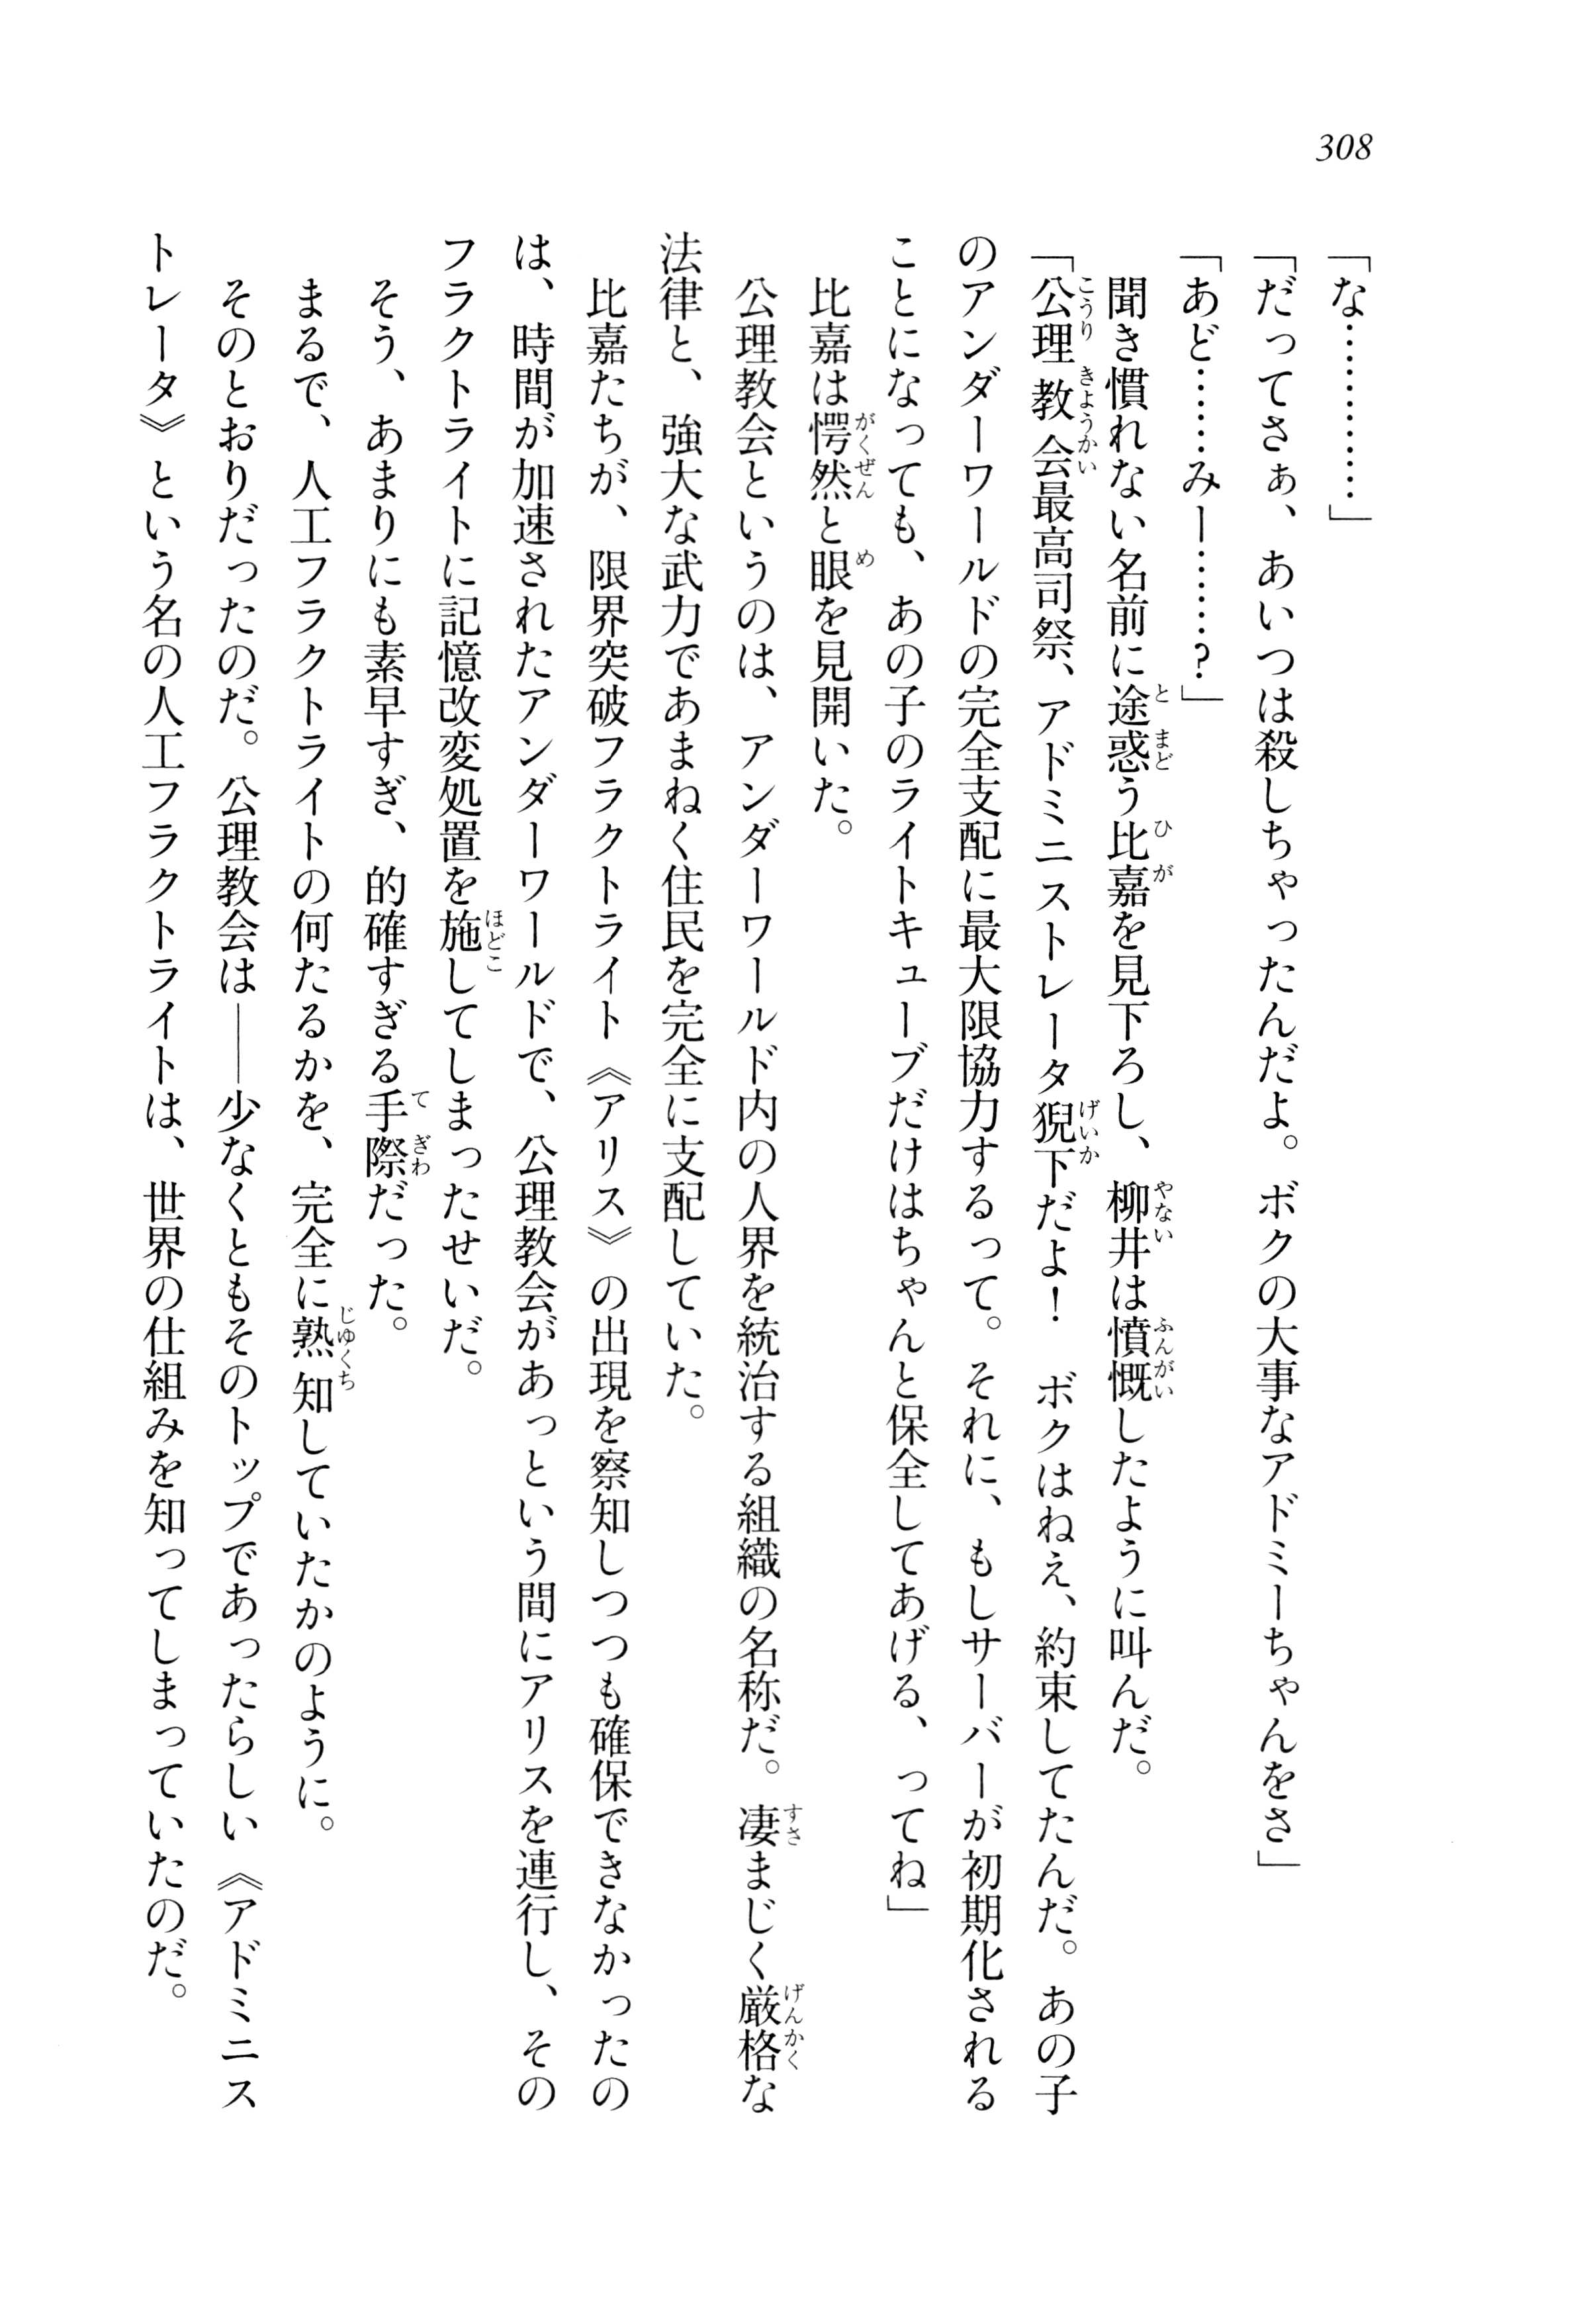 308
「な…………」
「だってさぁ、あいつは殺しちゃったんだよ。ボクの大事なアドミーちゃんをさ」
「あど………みー………？」
　聞き慣れない名前に途惑う比嘉を見下ろし、柳井は憤慨したように叫んだ。
「公理教会最高司祭、アドミニストレータ猊下だよ！　ボクはねえ、約束してたんだ。あの子
のアンダーワールドの完全支配に最大限協力するって。それに、もしサーバーが初期化される
ことになっても、あの子のライトキューブだけはちゃんと保全してあげる、ってね」
　比嘉は愕然と眼を見開いた。
　公理教会というのは、アンダーワールド内の人界を統治する組織の名称だ。凄まじく厳格な
法律と、強大な武力であまねく住民を完全に支配していた。
　比嘉たちが、限界突破フラクトライト《アリス》の出現を察知しつつも確保できなかったの
は、時間が加速されたアンダーワールドで、公理教会があっという間にアリスを連行し、その
フラクトライトに記憶改変処置を施してしまったせいだ。
　そう、あまりにも素早すぎ、的確すぎる手際だった。
　まるで、人工フラクトライトの何たるかを、完全に熟知していたかのように。
　そのとおりだったのだ。公理教会は――少なくともそのトップであったらしい《アドミニス
トレータ》という名の人工フラクトライトは、世界の仕組みを知ってしまっていたのだ。